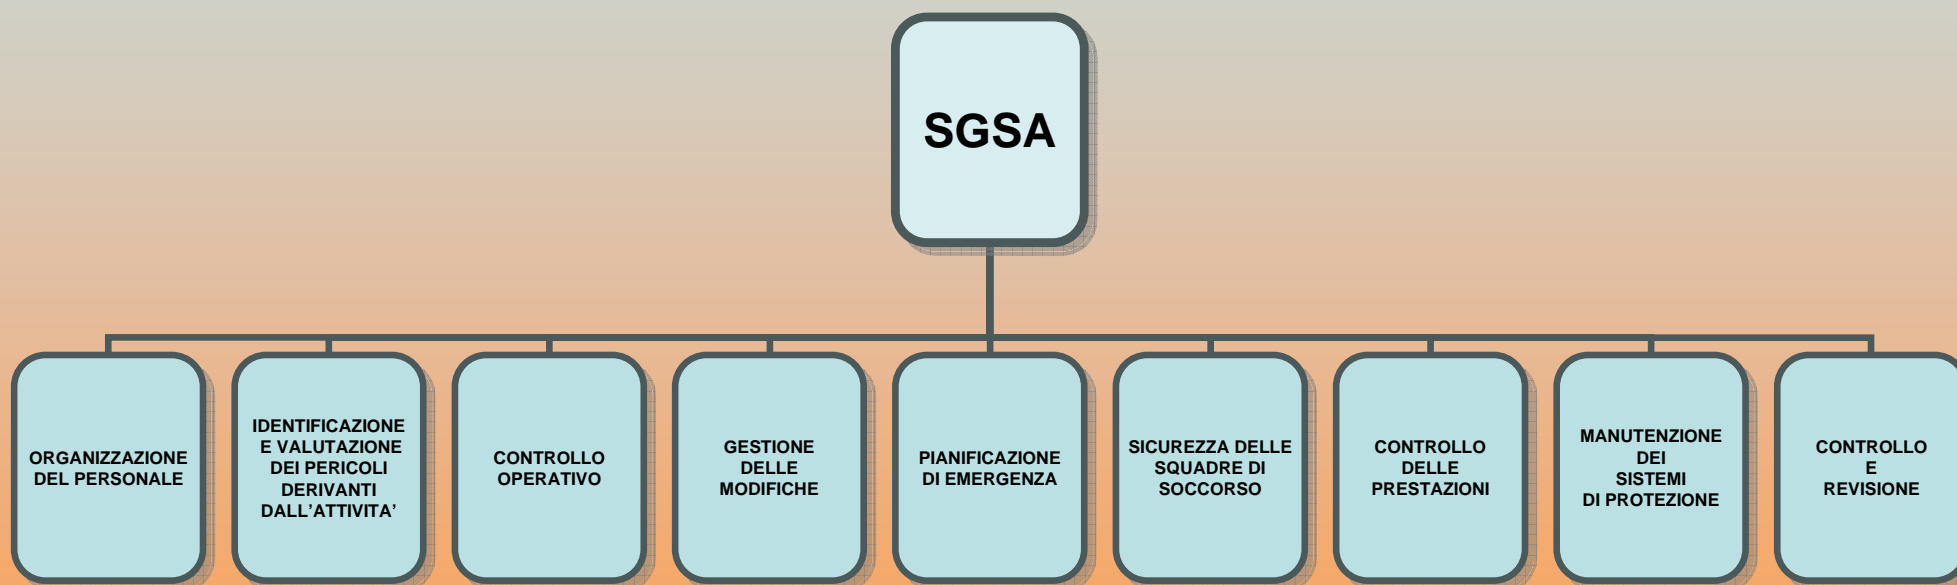 SGSA
ORGANIZZAZIONE
DEL PERSONALE
IDENTIFICAZIONE
E VALUTAZIONE
DEI PERICOLI
DERIVANTI
DALL'ATTIVITA'
CONTROLLO
OPERATIVO
GESTIONE
DELLE
MODIFICHE
PIANIFICAZIONE
DI EMERGENZA
SICUREZZA DELLE
SQUADRE DI
SOCCORSO
CONTROLLO
DELLE
PRESTAZIONI
MANUTENZIONE
DEI
SISTEMI
DI PROTEZIONE
CONTROLLO
E
REVISIONE